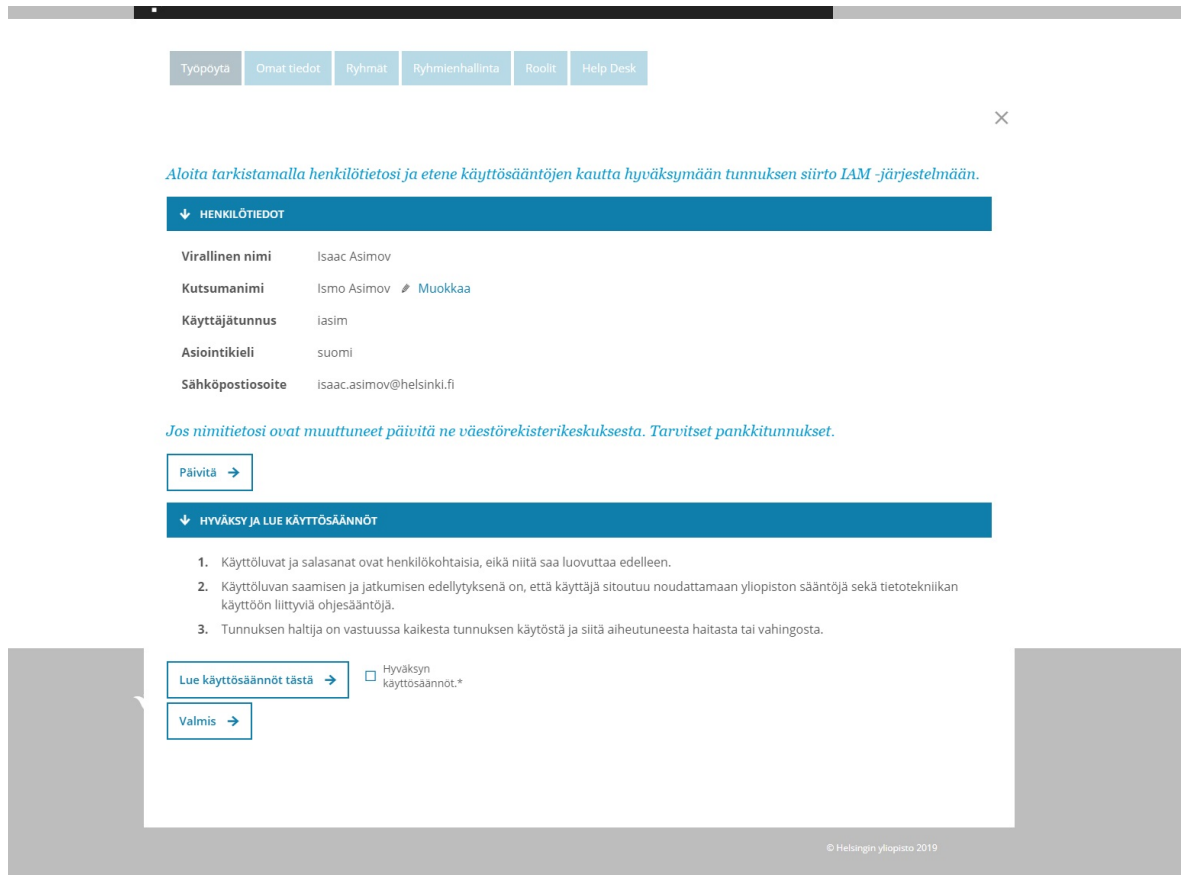 Työpöytä Omat tiedot Ryhmät Ryhmienhallinta Roolit Help Desk
Aloita tarkistamalla henkilötietosi ja etene käyttösääntöjen kautta hyväksymään tunnuksen siirto IAM -järjestelmään.
HENKILÖTIEDOT
Virallinen nimi Isaac Asimov
Kutsumanimi Ismo Asimov Muokkaa
Käyttäjätunnus iasim
Asiointikieli suomi
Sähköpostiosoite isaac.asimov@helsinki.fi
Jos nimitietosi ovat muuttuneet päivitä ne väestörekisterikeskuksesta. Tarvitset pankkitunnukset.
Päivitä
HYVÄKSY JA LUE KÄYTTÖSÄÄNNÖT
1. Käyttöluvat ja salasanat ovat henkilökohtaisia, eikä niitä saa luovuttaa edelleen.
2. Käyttöluvan saamisen ja jatkumisen edellytyksenä on, että käyttäjä sitoutuu noudattamaan yliopiston sääntöjä sekä tietotekniikan
käyttöön liittyviä ohjesääntöjä.
3. Tunnuksen haltija on vastuussa kaikesta tunnuksen käytöstä ja siitä aiheutuneesta haitasta tai vahingosta.
Lue käyttösäännöt tästä
Hyväksyn
käyttösäännöt.*
Valmis
© Helsingin yliopisto 2019